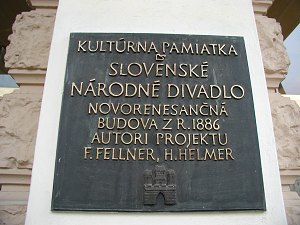 KULTÚRNA PAMIATKA
SLOVENSKÉ
NÁRODNÉ DIVADLO
NOVORENESANČNÁ
BUDOVA Z R. 1886
AUTORI PROJEKTU
F. FELLNER, H. HELMER